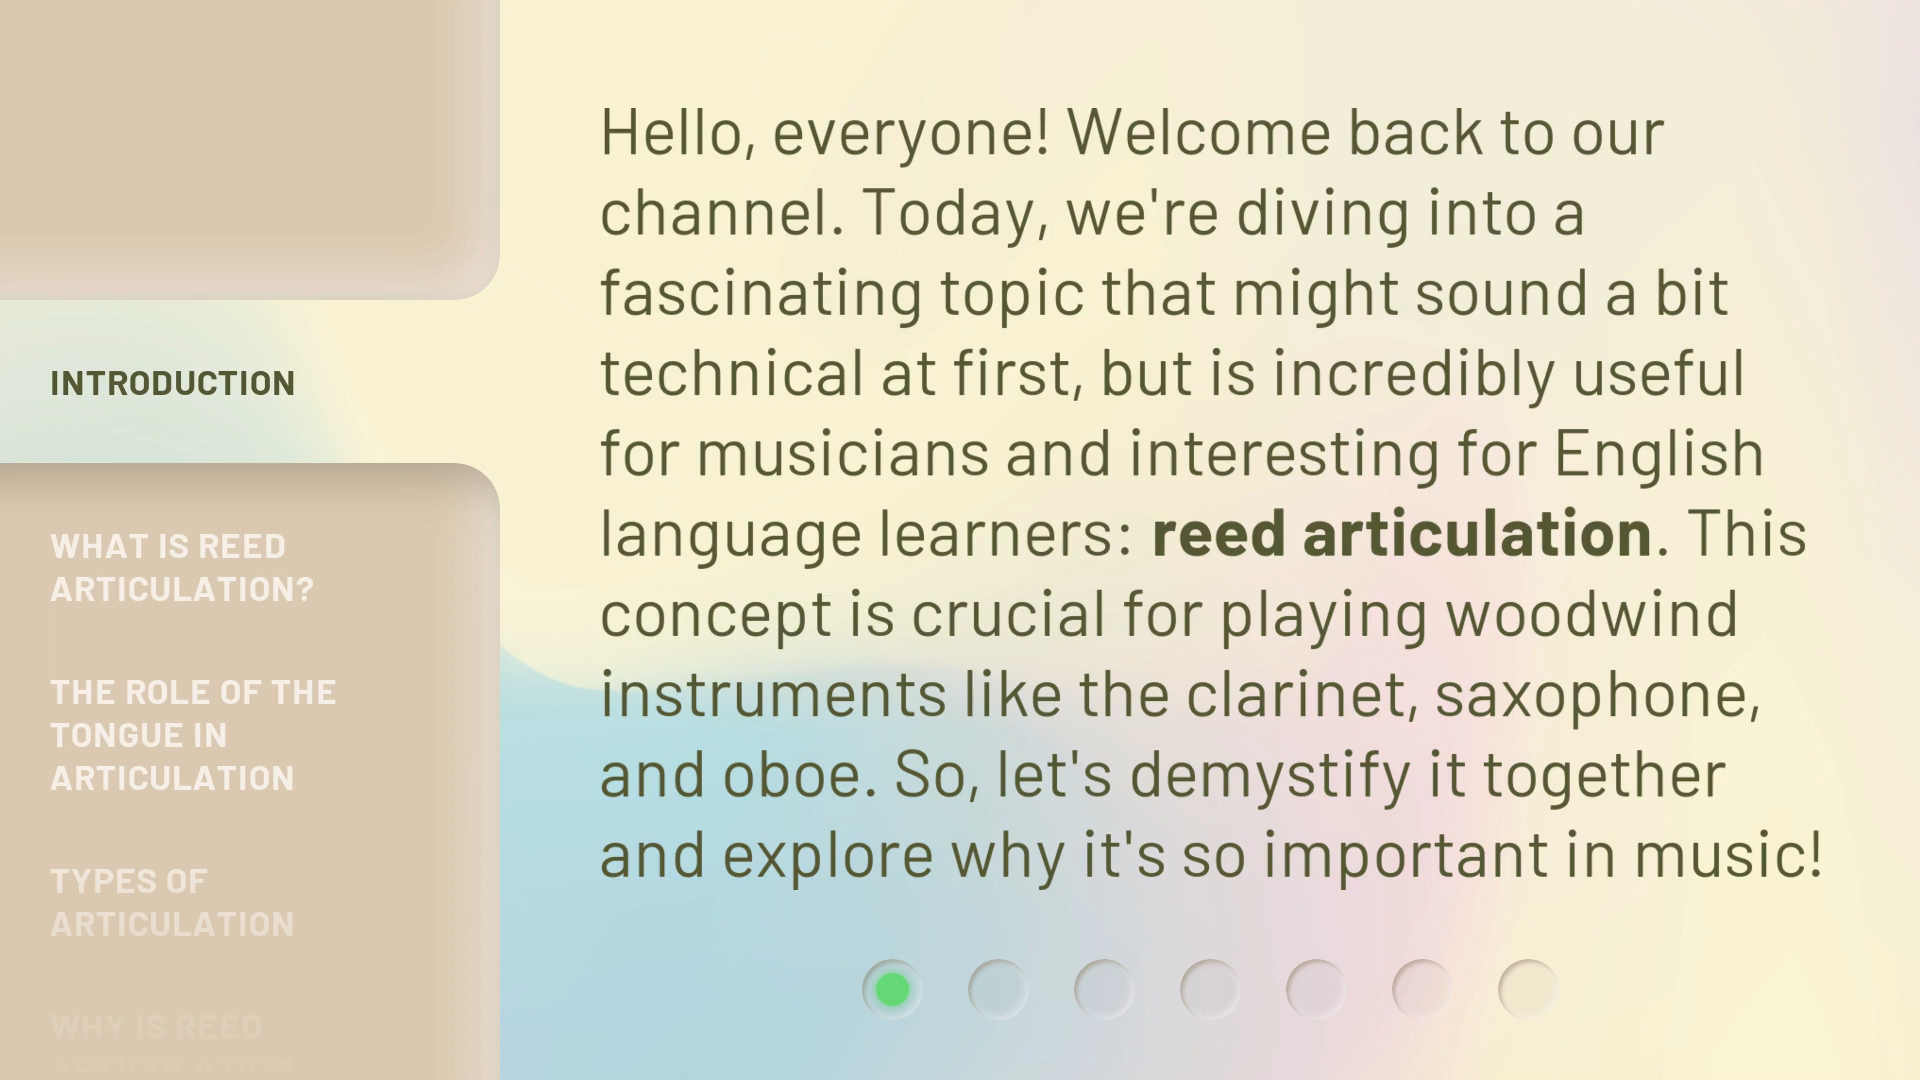 INTRODUCTION
WHAT IS REED
ARTICULATION?
THE ROLE OF THE
TONGUE IN
ARTICULATION
TYPES OF
ARTICULATION
WHY IS REED
ARTICULATION
Hello, everyone! Welcome back to our
channel. Today, we're diving into a
fascinating topic that might sound a bit
technical at first, but is incredibly useful
for musicians and interesting for English
language learners: reed articulation. This
concept is crucial for playing woodwind
instruments like the clarinet, saxophone,
and oboe. So, let's demystify it together
and explore why it's so important in music!